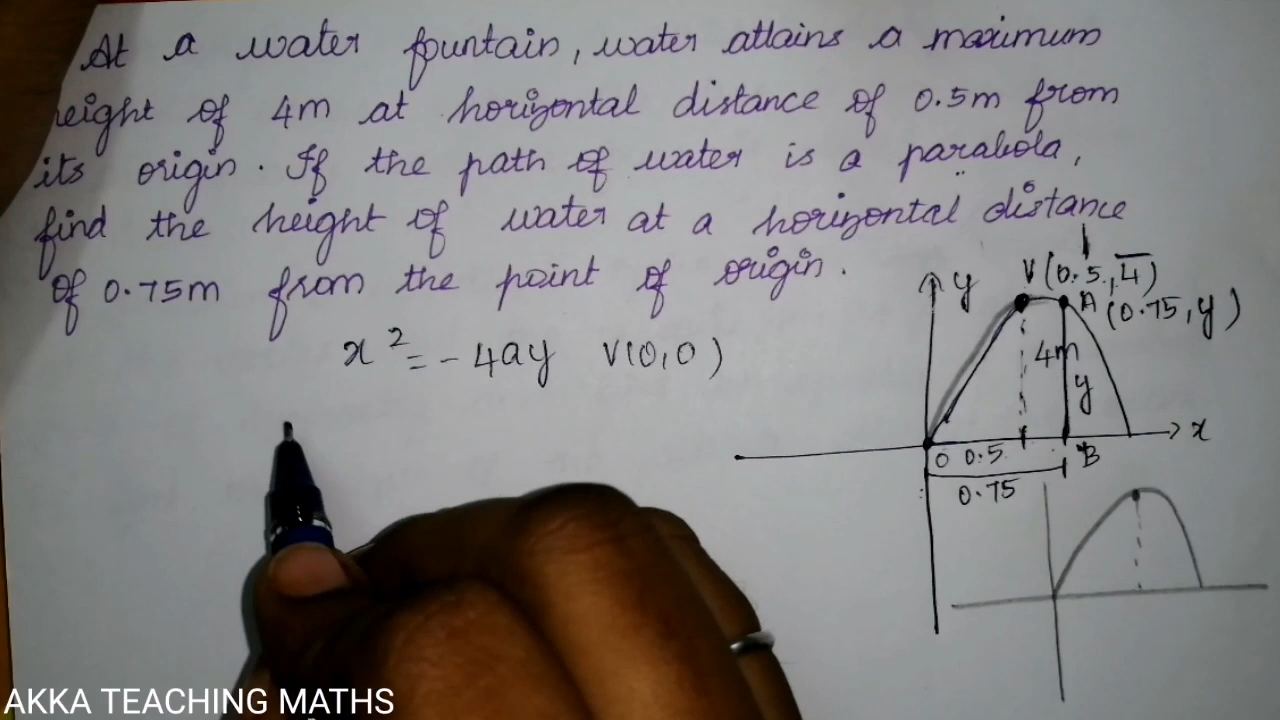 At a water fountain, water attains a maximum
height of 4m at horizontal distance of 0.5m from
its origin. If the path of water is a parabola,
find the height of water at a horizontal distance
of 0.75m from the point of origin.
x² = -4ay V(0,0)
y V(0.5,4)
A (0.75,y)
4m
y
O 0.5 B x
0.75
AKKA TEACHING MATHS